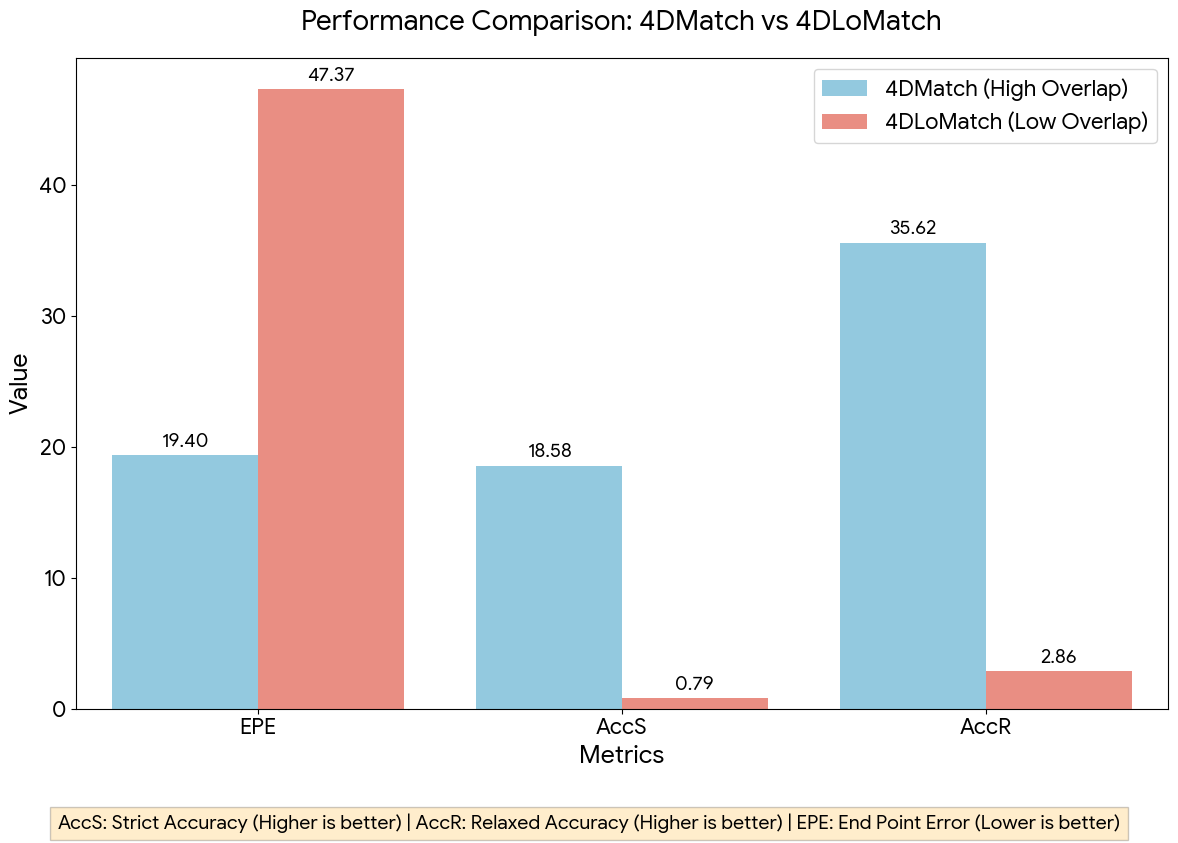 Performance Comparison: 4DMatch vs 4DLoMatch
4DMatch (High Overlap)
4DLoMatch (Low Overlap)
Value
40
30
20
10
0
19.40
47.37
18.58
0.79
35.62
2.86
EPE
AccS
AccR
Metrics
AccS: Strict Accuracy (Higher is better) | AccR: Relaxed Accuracy (Higher is better) | EPE: End Point Error (Lower is better)